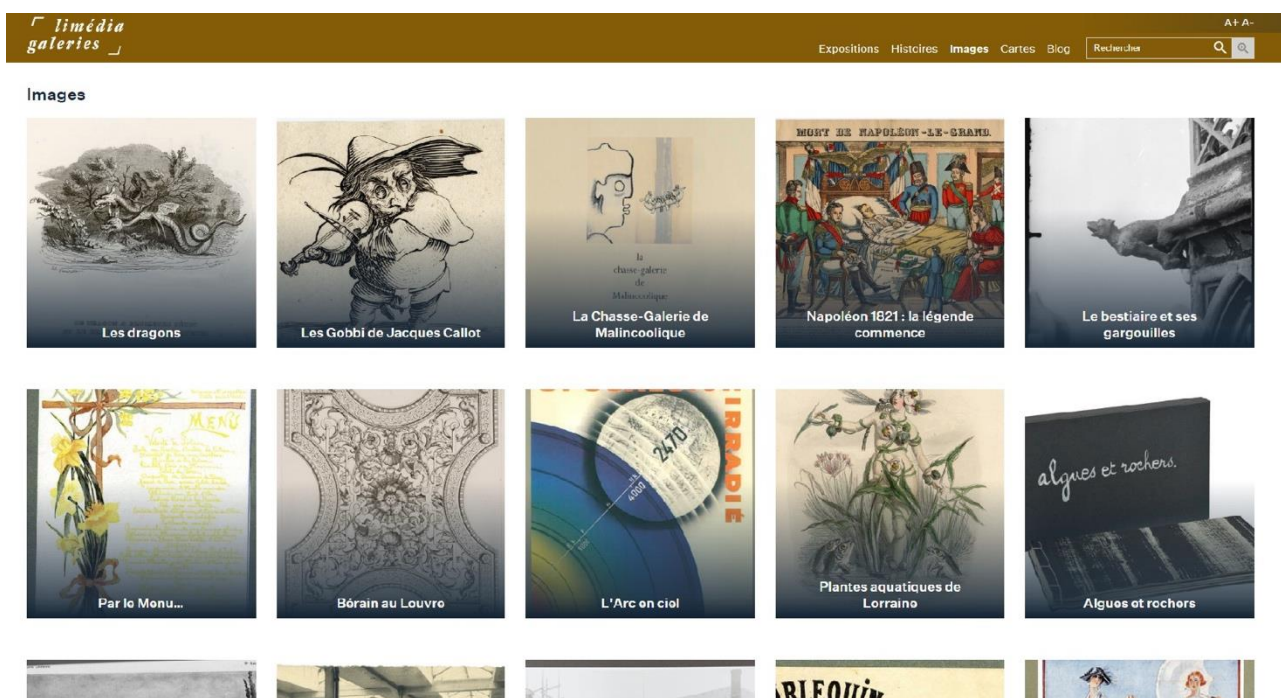 limédia
galeries
A+ A-
Expositions Histoires Images Cartes Blog Rechercher
Images
MORT DE NAPOLÉON-LE-GRAND.
la
chasse-galerie
de
Malincoolique
Les dragons
Les Gobbi de Jacques Callot
La Chasse-Galerie de
Malincoolique
Napoléon 1821 : la légende
commence
Le bestiaire et ses
gargouilles
MENU
IRRADIÉ
2470
4000
algues et rochers.
Par le Menu...
Bérain au Louvre
L'Arc en ciel
Plantes aquatiques de
Lorraine
Algues et rochers
ARLEQUIN